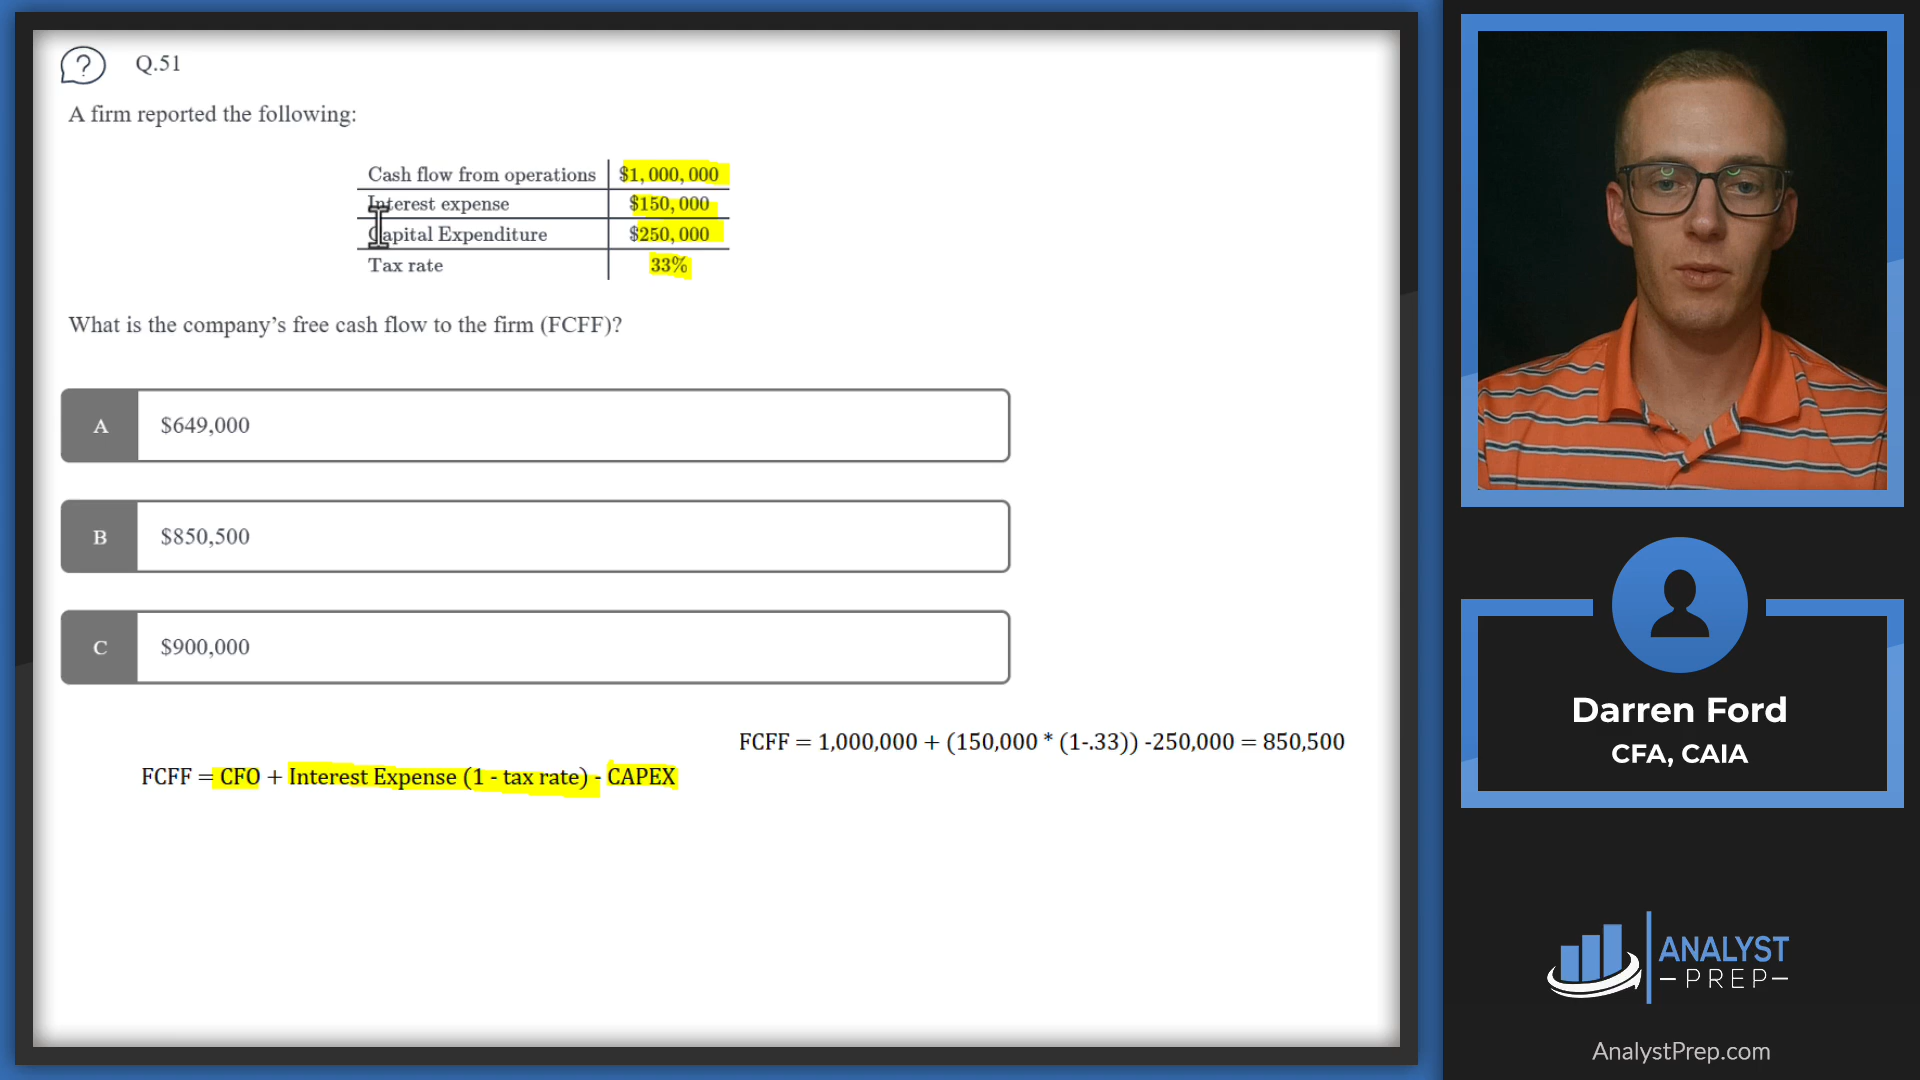 ?
Q.51
A firm reported the following:
Cash flow from operations $1,000,000
Interest expense $150,000
Capital Expenditure $250,000
Tax rate 33%
What is the company’s free cash flow to the firm (FCFF)?
A $649,000
B $850,500
C $900,000
FCFF = 1,000,000 + (150,000 * (1-.33)) -250,000 = 850,500
FCFF = CFO + Interest Expense (1 - tax rate) - CAPEX
Darren Ford
CFA, CAIA
ANALYST
PREP
AnalystPrep.com